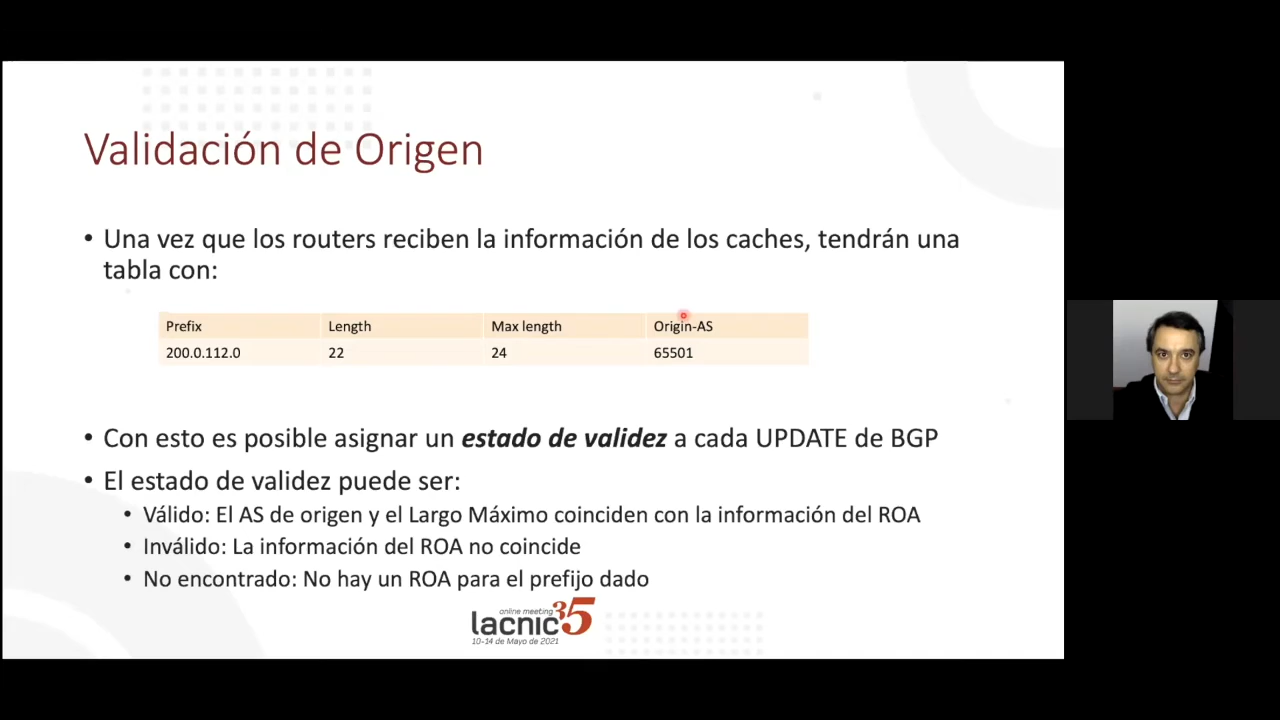 Validación de Origen
• Una vez que los routers reciben la información de los caches, tendrán una
tabla con:
Prefix Length Max length Origin-AS
200.0.112.0 22 24 65501
• Con esto es posible asignar un estado de validez a cada UPDATE de BGP
• El estado de validez puede ser:
• Válido: El AS de origen y el Largo Máximo coinciden con la información del ROA
• Inválido: La información del ROA no coincide
• No encontrado: No hay un ROA para el prefijo dado
online meeting
lacnic 35
10-14 de Mayo de 2021